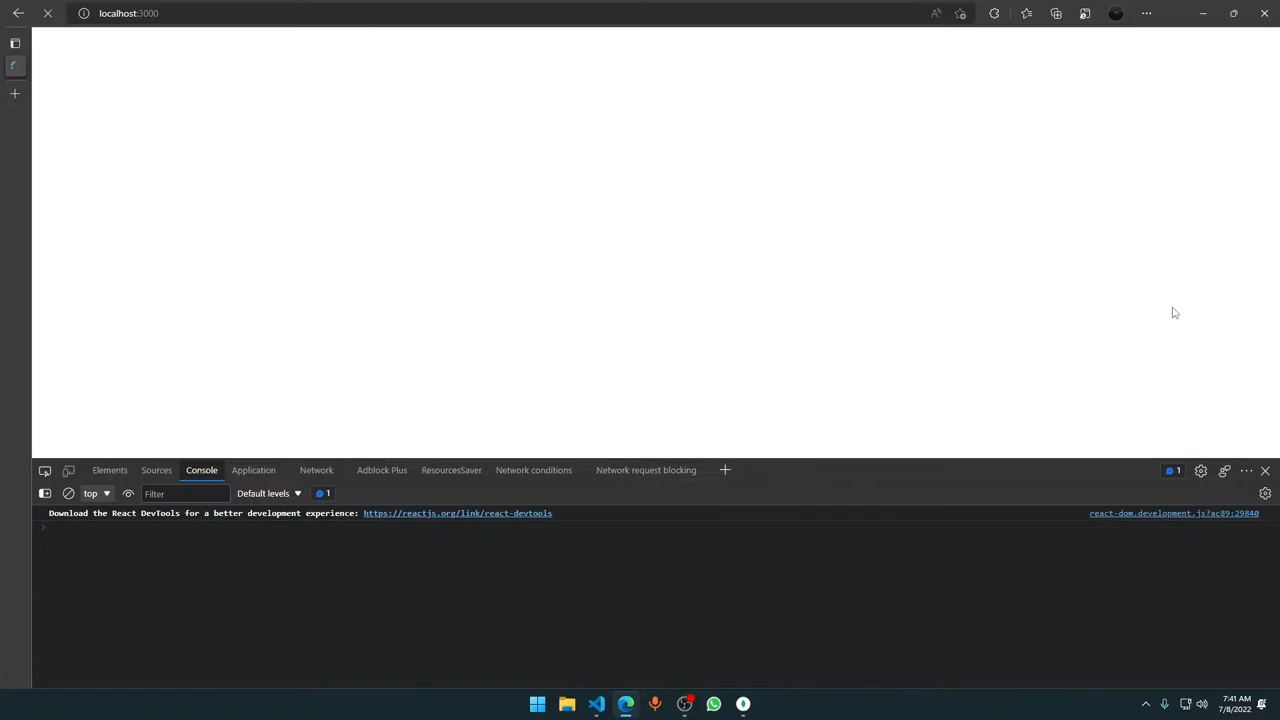 localhost:3000
Elements Sources Console Application Network Adblock Plus ResourcesSaver Network conditions Network request blocking 1
top Filter Default levels 1
Download the React DevTools for a better development experience: https://reactjs.org/link/react-devtools react-dom.development.js?ac89:29840
7:41 AM
7/8/2022